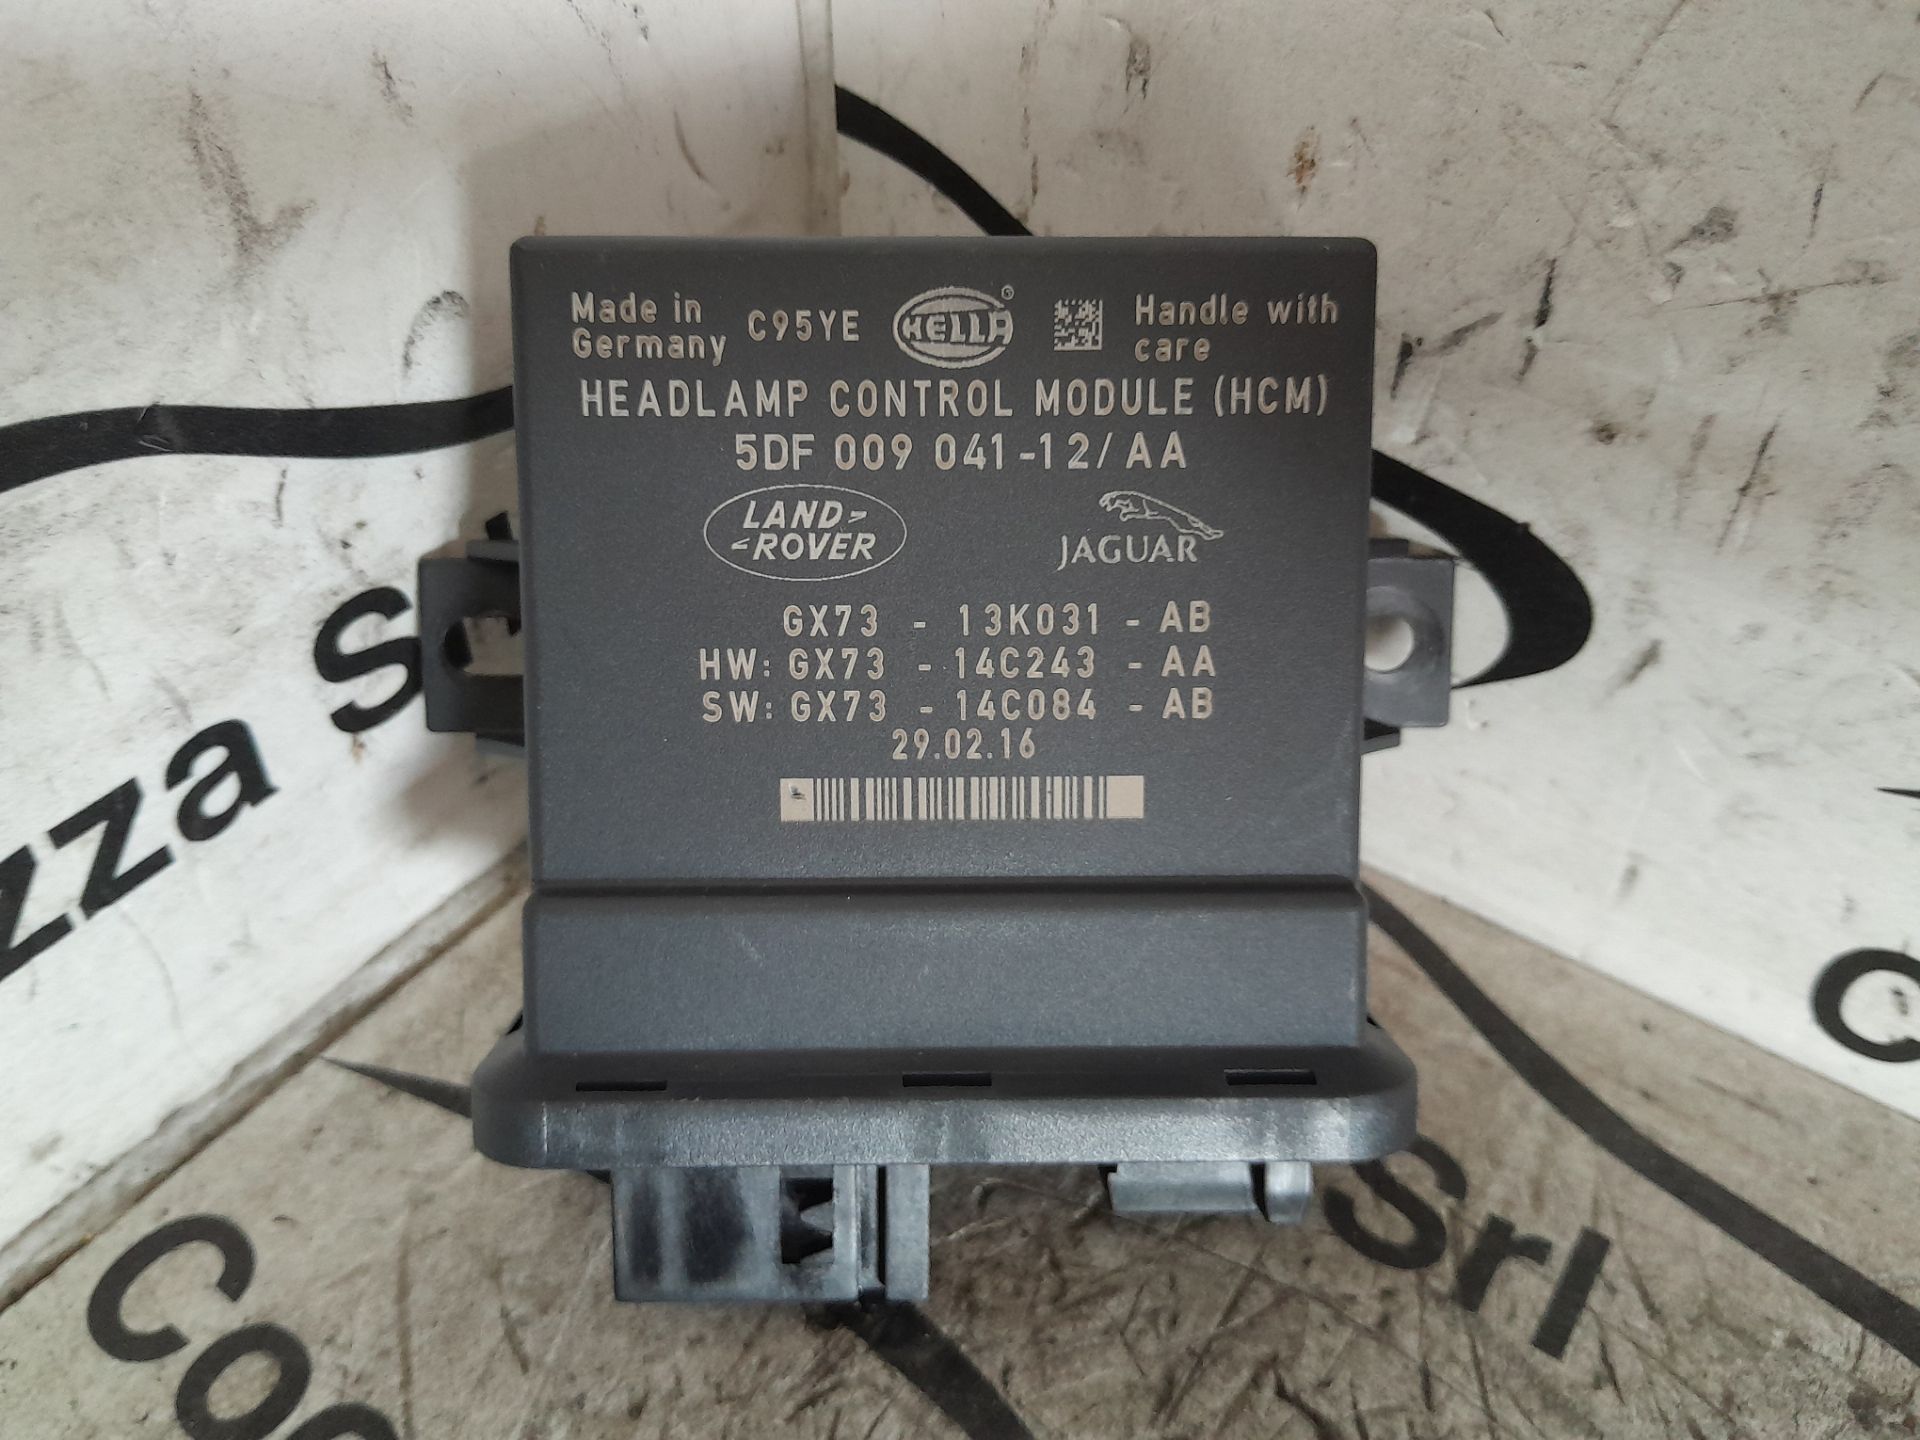 Made in
Germany
C95YE
HELLA
Handle with
care
HEADLAMP CONTROL MODULE (HCM)
5DF 009 041-12/AA
LAND
ROVER
JAGUAR
GX73 - 13K031 - AB
HW: GX73 - 14C243 - AA
SW: GX73 - 14C084 - AB
29.02.16
Srl